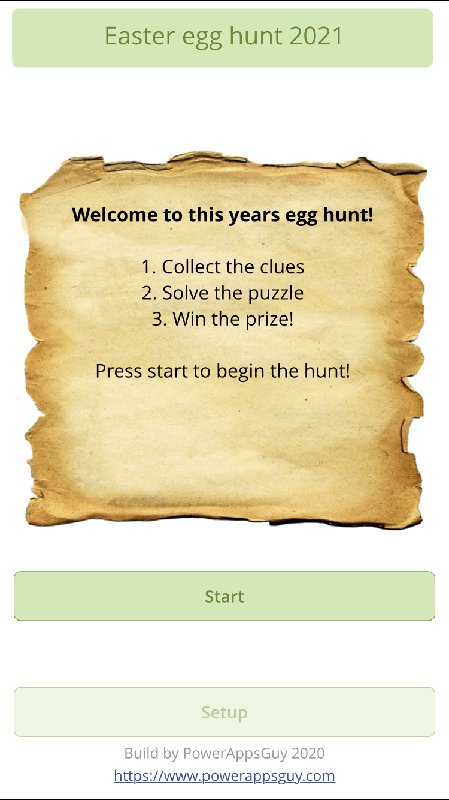 Easter egg hunt 2021
Welcome to this years egg hunt!
1. Collect the clues
2. Solve the puzzle
3. Win the prize!
Press start to begin the hunt!
Start
Setup
Build by PowerAppsGuy 2020
https://www.powerappsguy.com